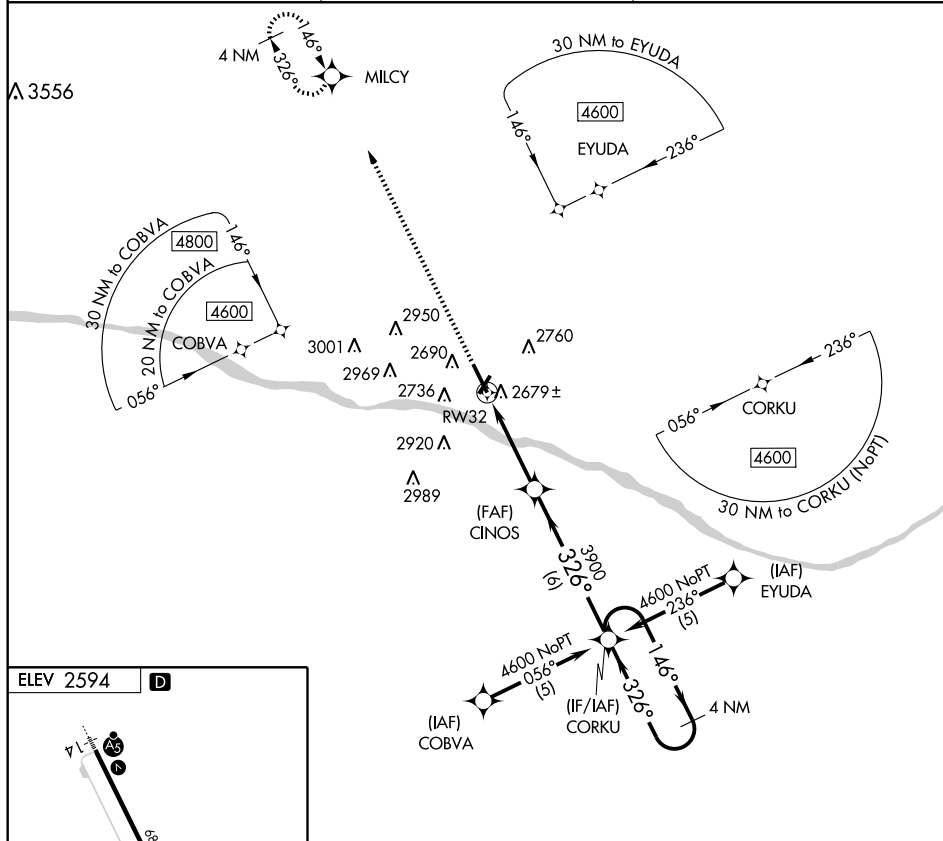 146°
326°
4 NM
MILCY
3556
30 NM to EYUDA
4600
EYUDA
146°
236°
30 NM to COBVA
4800
146°
20 NM to COBVA
4600
COBVA
056°
2950
3001
2690
2760
2969
2736
2679±
RW32
2920
2989
236°
056°
CORKU
4600
30 NM to CORKU (NoPT)
(FAF)
CINOS
3900
326°
(6)
(IAF)
EYUDA
4600 NoPT
236°
(5)
4600 NoPT
056°
(5)
146°
326°
4 NM
(IF/IAF)
CORKU
(IAF)
COBVA
ELEV 2594
D
14
A5